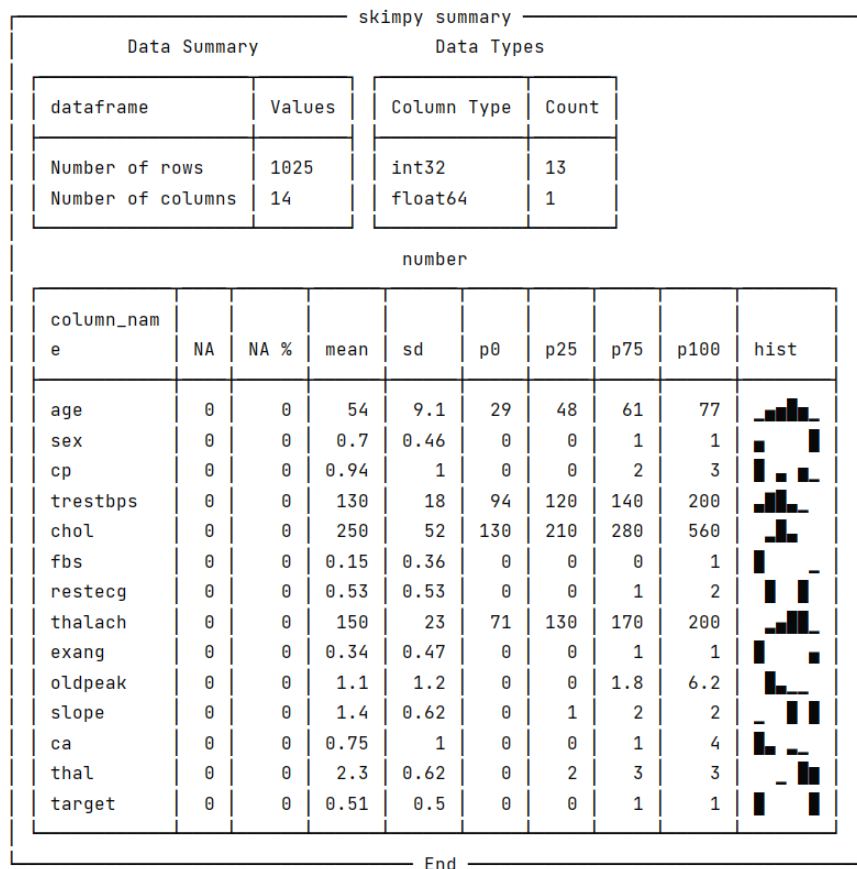 skimpy summary
Data Summary Data Types
dataframe Values Column Type Count
Number of rows 1025 int32 13
Number of columns 14 float64 1
number
column_nam
e NA NA % mean sd p0 p25 p75 p100 hist
age 0 0 54 9.1 29 48 61 77
sex 0 0 0.7 0.46 0 0 1 1
cp 0 0 0.94 1 0 0 2 3
trestbps 0 0 130 18 94 120 140 200
chol 0 0 250 52 130 210 280 560
fbs 0 0 0.15 0.36 0 0 0 1
restecg 0 0 0.53 0.53 0 0 1 2
thalach 0 0 150 23 71 130 170 200
exang 0 0 0.34 0.47 0 0 1 1
oldpeak 0 0 1.1 1.2 0 0 1.8 6.2
slope 0 0 1.4 0.62 0 1 2 2
ca 0 0 0.75 1 0 0 1 4
thal 0 0 2.3 0.62 0 2 3 3
target 0 0 0.51 0.5 0 0 1 1
End